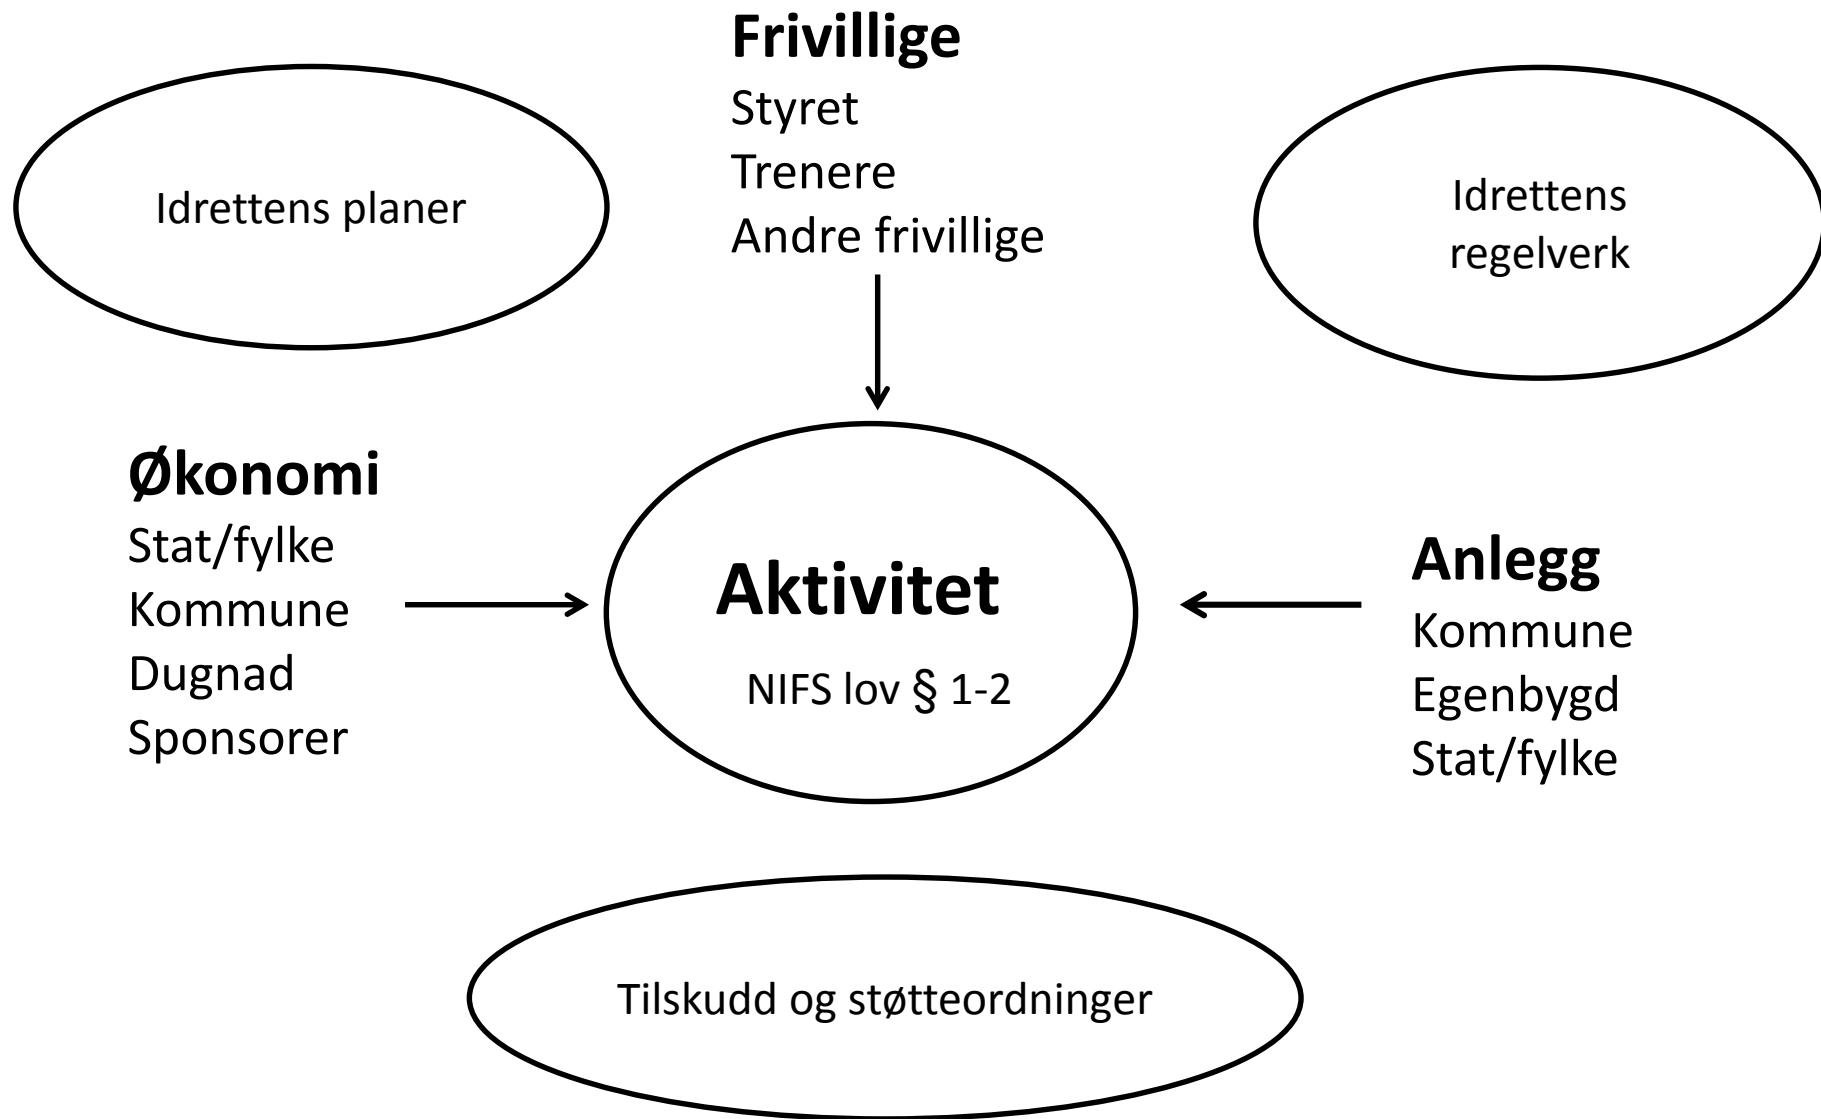 Frivillige
Styret
Trenere
Andre frivillige
Idrettens planer
Idrettens
regelverk
Økonomi
Stat/fylke
Kommune
Dugnad
Sponsorer
Aktivitet
NIFS lov § 1-2
Anlegg
Kommune
Egenbygd
Stat/fylke
Tilskudd og støtteordninger